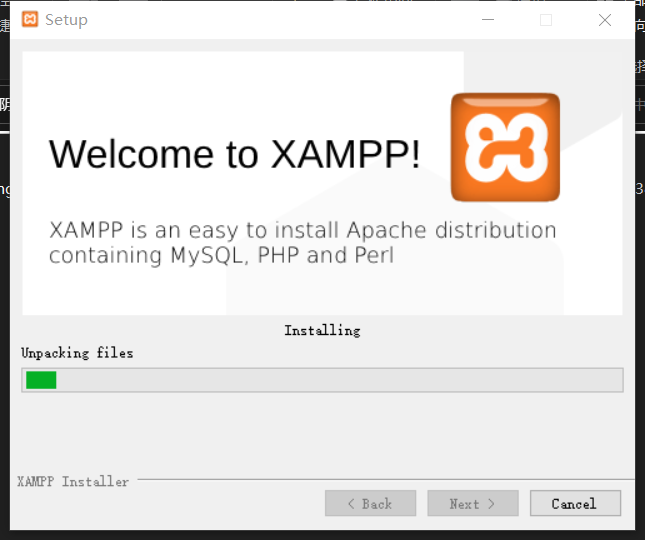 Setup
Welcome to XAMPP!
XAMPP is an easy to install Apache distribution
containing MySQL, PHP and Perl
Installing
Unpacking files
XAMPP Installer
< Back
Next >
Cancel